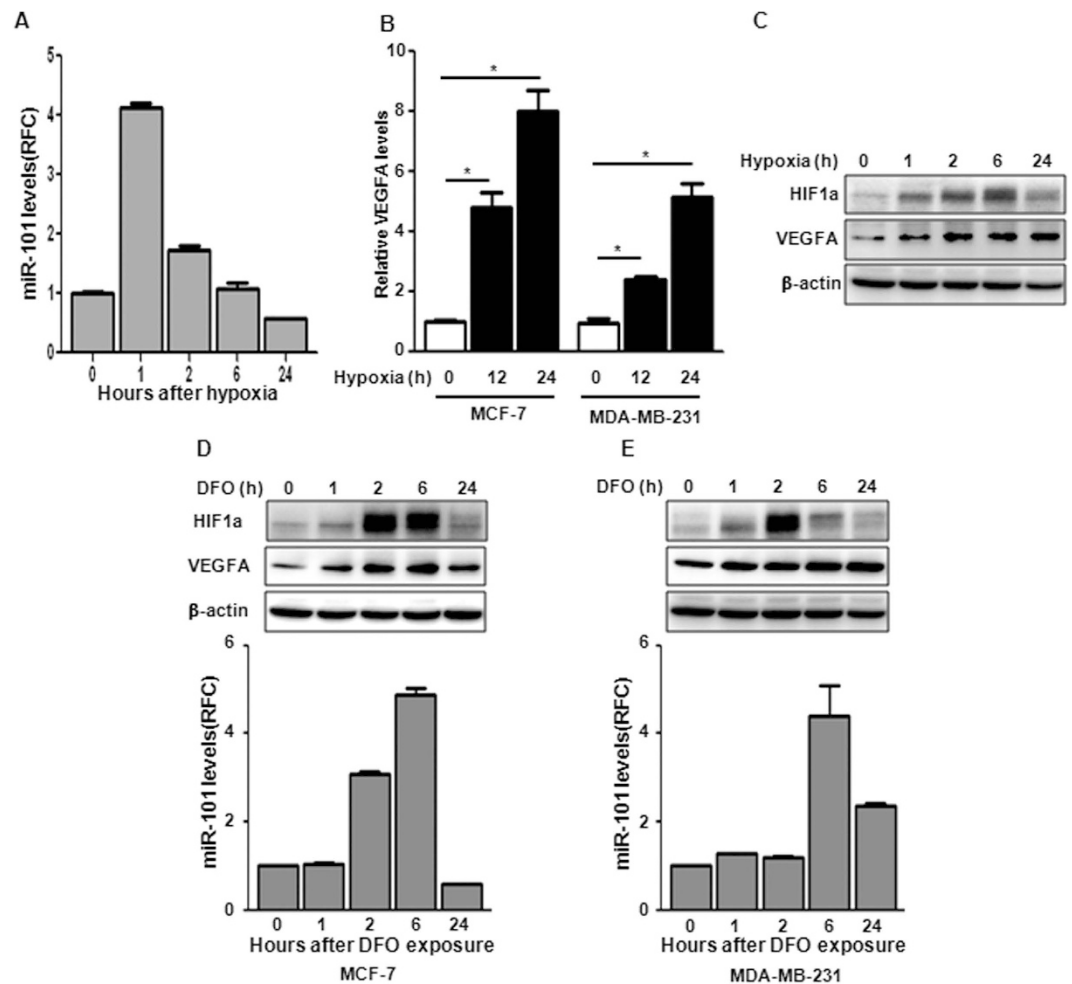 A
miR-101 levels(RFC)
5
4
3
2
1
0
0 1 2 6 24
Hours after hypoxia
B
Relative VEGFA levels
10
8
6
4
2
0
* * * *
Hypoxia (h) 0 12 24 0 12 24
MCF-7 MDA-MB-231
C
Hypoxia (h) 0 1 2 6 24
HIF1a
VEGFA
β-actin
D
DFO (h) 0 1 2 6 24
HIF1a
VEGFA
β-actin
miR-101 levels(RFC)
6
4
2
0
0 1 2 6 24
Hours after DFO exposure
MCF-7
E
DFO (h) 0 1 2 6 24
miR-101 levels(RFC)
6
4
2
0
0 1 2 6 24
Hours after DFO exposure
MDA-MB-231